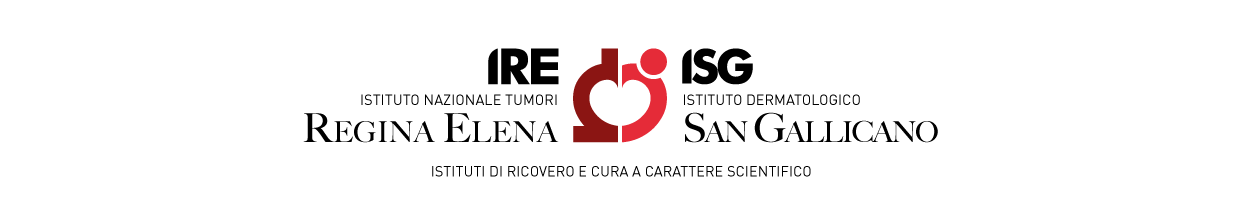 IRE
ISTITUTO NAZIONALE TUMORI
REGINA ELENA
ISG
ISTITUTO DERMATOLOGICO
SAN GALLICANO
ISTITUTI DI RICOVERO E CURA A CARATTERE SCIENTIFICO